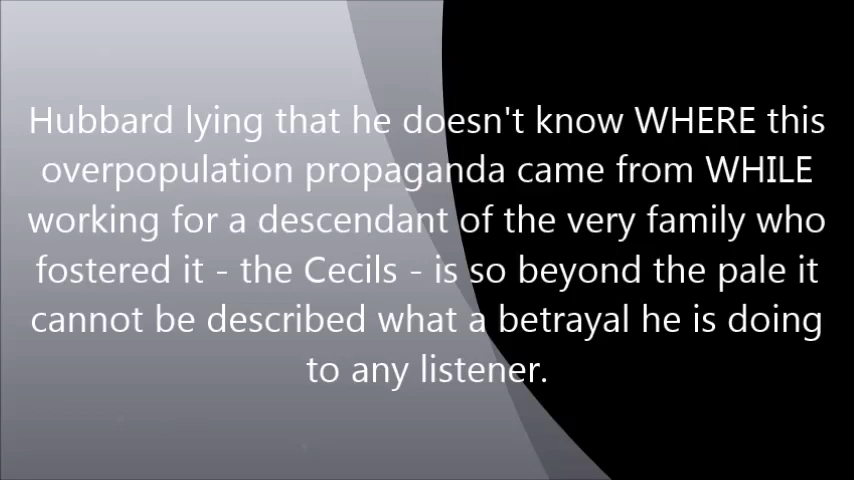 Hubbard lying that he doesn't know WHERE this
overpopulation propaganda came from WHILE
working for a descendant of the very family who
fostered it - the Cecils - is so beyond the pale it
cannot be described what a betrayal he is doing
to any listener.